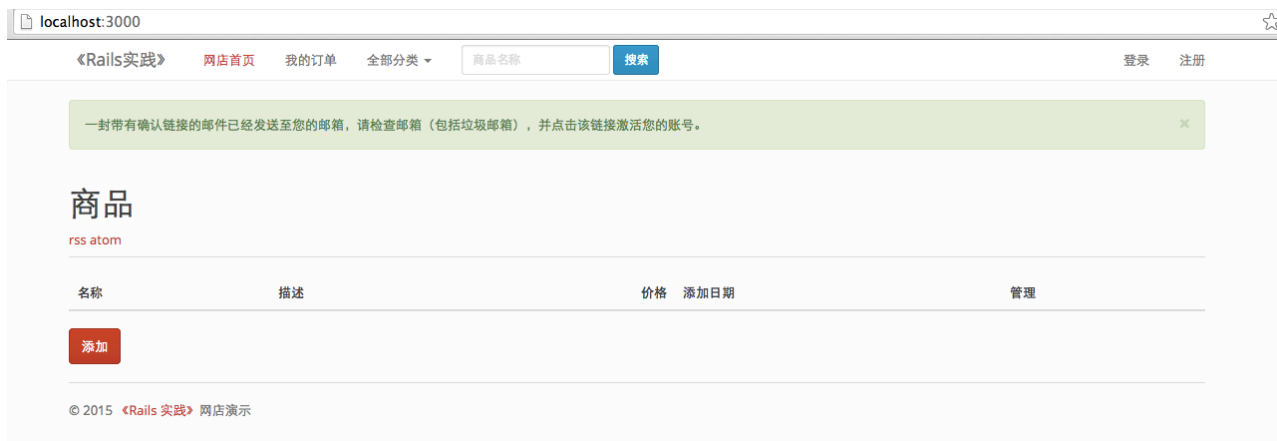 localhost:3000
《Rails实践》 网店首页 我的订单 全部分类 商品名称 搜索 登录 注册
一封带有确认链接的邮件已经发送至您的邮箱，请检查邮箱（包括垃圾邮箱），并点击该链接激活您的账号。 ×
商品
rss atom
名称 描述 价格 添加日期 管理
添加
© 2015 《Rails 实践》 网店演示